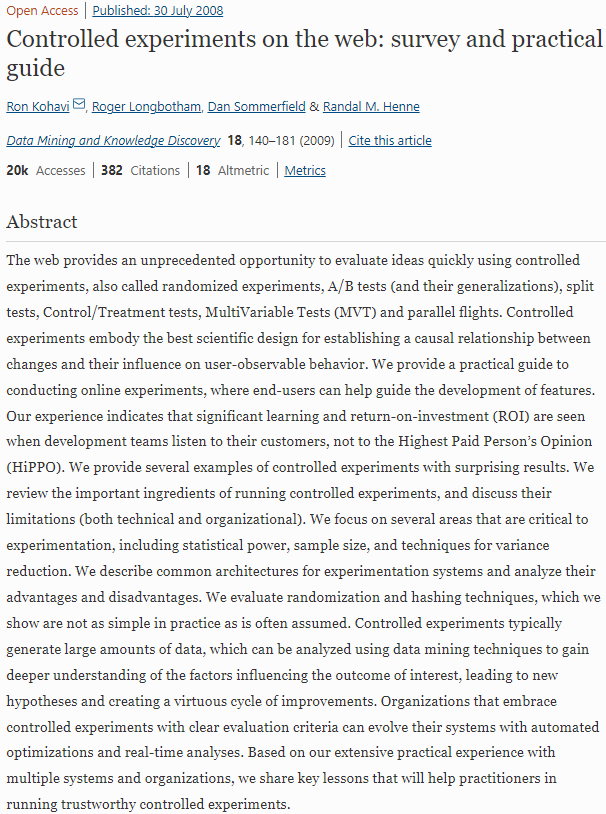 Open Access | Published: 30 July 2008
Controlled experiments on the web: survey and practical
guide
Ron Kohavi, Roger Longbotham, Dan Sommerfield & Randal M. Henne
Data Mining and Knowledge Discovery 18, 140–181 (2009) | Cite this article
20k Accesses | 382 Citations | 18 Altmetric | Metrics
Abstract
The web provides an unprecedented opportunity to evaluate ideas quickly using controlled
experiments, also called randomized experiments, A/B tests (and their generalizations), split
tests, Control/Treatment tests, MultiVariable Tests (MVT) and parallel flights. Controlled
experiments embody the best scientific design for establishing a causal relationship between
changes and their influence on user-observable behavior. We provide a practical guide to
conducting online experiments, where end-users can help guide the development of features.
Our experience indicates that significant learning and return-on-investment (ROI) are seen
when development teams listen to their customers, not to the Highest Paid Person’s Opinion
(HiPPO). We provide several examples of controlled experiments with surprising results. We
review the important ingredients of running controlled experiments, and discuss their
limitations (both technical and organizational). We focus on several areas that are critical to
experimentation, including statistical power, sample size, and techniques for variance
reduction. We describe common architectures for experimentation systems and analyze their
advantages and disadvantages. We evaluate randomization and hashing techniques, which we
show are not as simple in practice as is often assumed. Controlled experiments typically
generate large amounts of data, which can be analyzed using data mining techniques to gain
deeper understanding of the factors influencing the outcome of interest, leading to new
hypotheses and creating a virtuous cycle of improvements. Organizations that embrace
controlled experiments with clear evaluation criteria can evolve their systems with automated
optimizations and real-time analyses. Based on our extensive practical experience with
multiple systems and organizations, we share key lessons that will help practitioners in
running trustworthy controlled experiments.